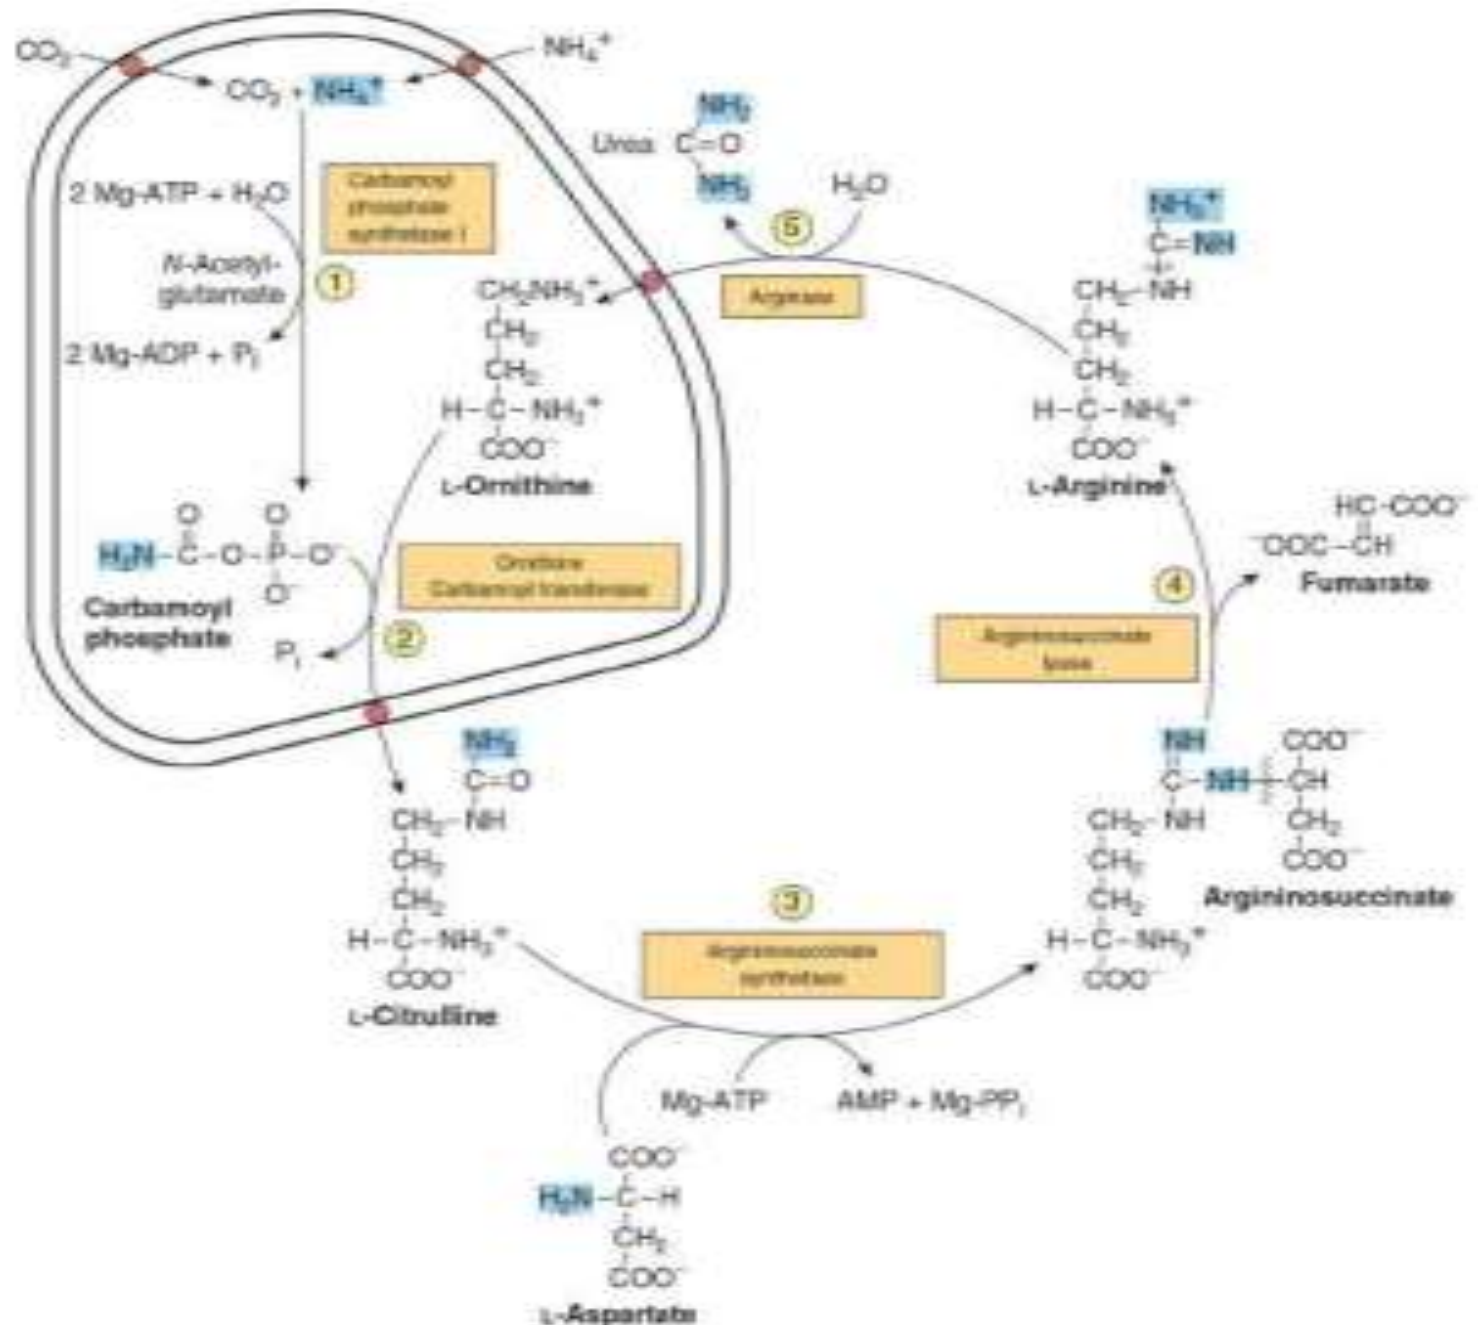 CO₂
NH₄⁺
CO₂ + NH₄⁺
2 Mg-ATP + H₂O
Carbamoyl
phosphate
synthetase I
N-Acetyl-
glutamate
1
2 Mg-ADP + Pᵢ
Urea
NH₂
C=O
NH₂
H₂O
5
Arginase
CH₂NH₃⁺
CH₂
CH₂
H-C-NH₃⁺
COO⁻
L-Ornithine
NH₂⁺
C=NH
CH₂-NH
CH₂
CH₂
H-C-NH₃⁺
COO⁻
L-Arginine
HC-COO⁻
⁻OOC-CH
Fumarate
4
Argininosuccinate
lyase
O O
H₂N-C-O-P-O⁻
O⁻
Carbamoyl
phosphate
Pᵢ
2
Ornithine
Carbamoyl transferase
NH₂
C=O
CH₂-NH
CH₂
CH₂
H-C-NH₃⁺
COO⁻
L-Citrulline
3
Argininosuccinate
synthetase
NH COO⁻
C-NH-CH
CH₂-NH CH₂
CH₂ COO⁻
CH₂
Argininosuccinate
H-C-NH₃⁺
COO⁻
Mg-ATP
AMP + Mg-PPᵢ
COO⁻
H₂N-C-H
CH₂
COO⁻
L-Aspartate